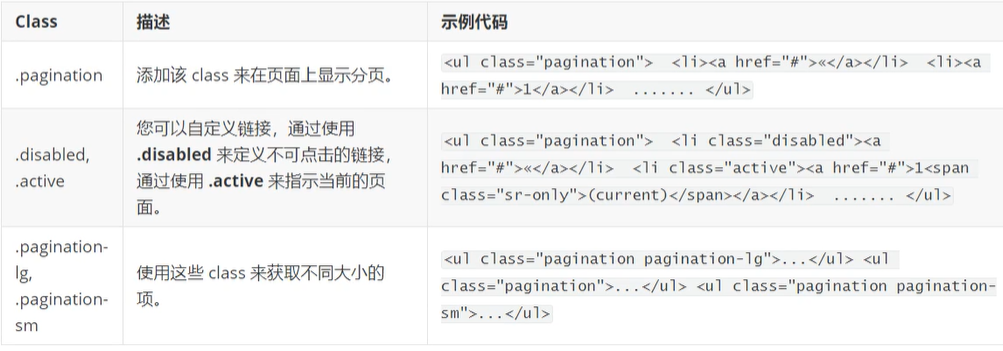 Class 描述 示例代码
.pagination
添加该 class 来在页面上显示分页。
<ul class="pagination">  <li><a href="#">«</a></li>  <li><a
href="#">1</a></li>  ....... </ul>
.disabled,
.active
您可以自定义链接，通过使用
.disabled 来定义不可点击的链接，
通过使用 .active 来指示当前的页
面。
<ul class="pagination">  <li class="disabled"><a
href="#">«</a></li>  <li class="active"><a href="#">1<span
class="sr-only">(current)</span></a></li>  ....... </ul>
.pagination-
lg,
.pagination-
sm
使用这些 class 来获取不同大小的
项。
<ul class="pagination pagination-lg">...</ul> <ul
class="pagination">...</ul> <ul class="pagination pagination-
sm">...</ul>